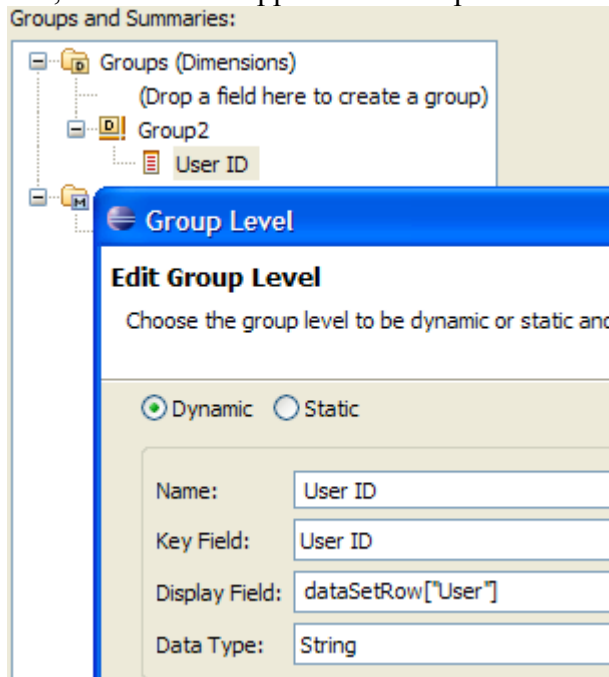 Groups and Summaries:
Groups (Dimensions)
(Drop a field here to create a group)
Group2
User ID
Group Level
Edit Group Level
Choose the group level to be dynamic or static and
Dynamic Static
Name: User ID
Key Field: User ID
Display Field: dataSetRow["User"]
Data Type: String